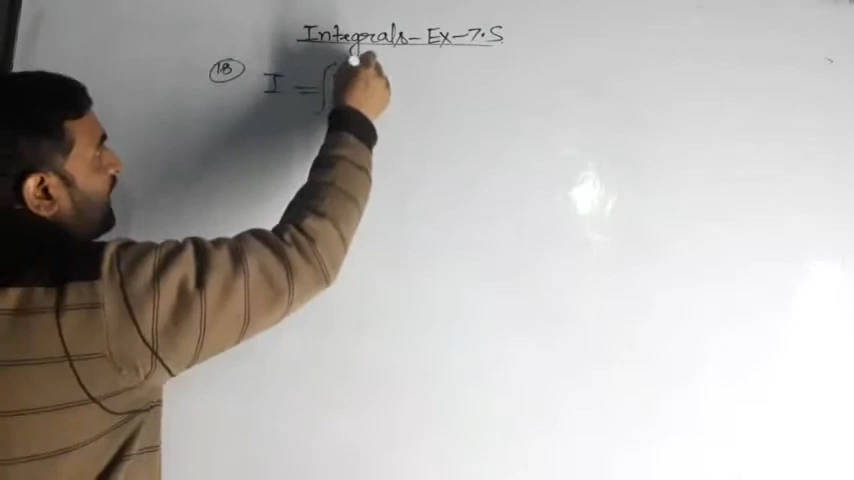 Integrals - Ex - 7.5
18 I = ∫